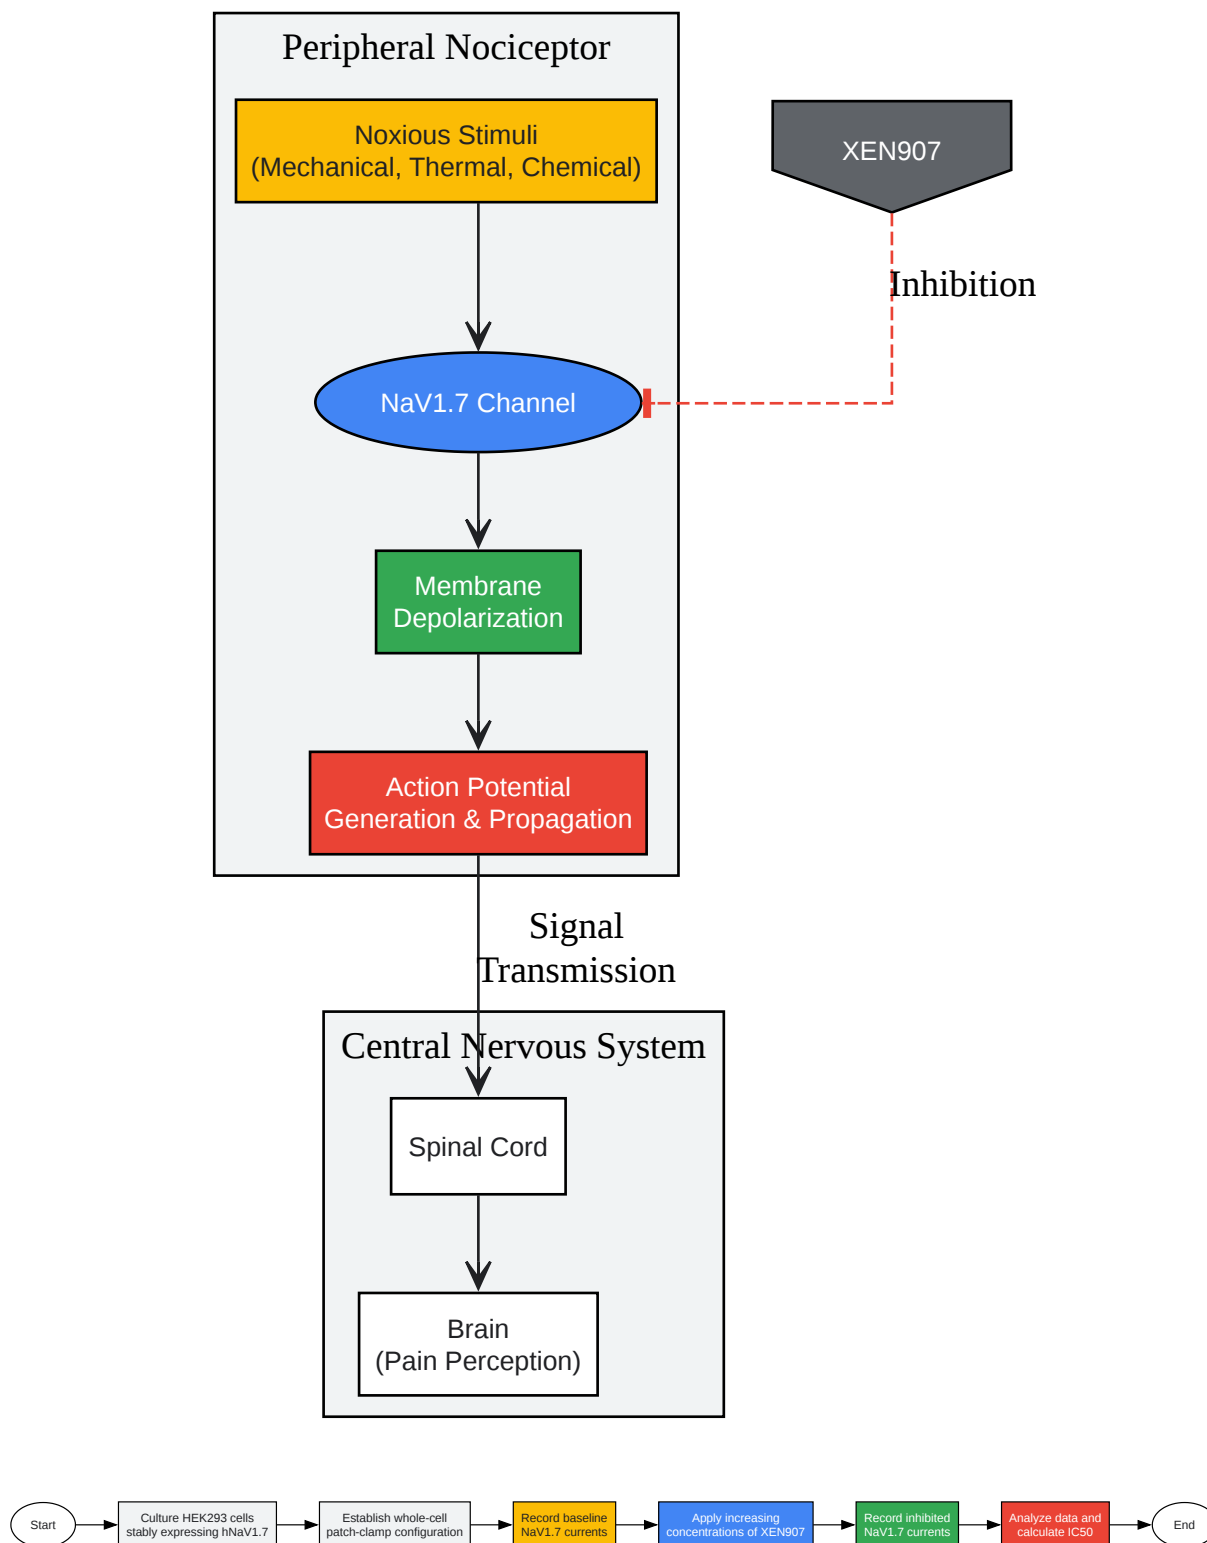 Peripheral Nociceptor
Noxious Stimuli
(Mechanical, Thermal, Chemical)
XEN907
Inhibition
NaV1.7 Channel
Membrane
Depolarization
Action Potential
Generation & Propagation
Signal
Transmission
Central Nervous System
Spinal Cord
Brain
(Pain Perception)
Start
Culture HEK293 cells
stably expressing hNaV1.7
Establish whole-cell
patch-clamp configuration
Record baseline
NaV1.7 currents
Apply increasing
concentrations of XEN907
Record inhibited
NaV1.7 currents
Analyze data and
calculate IC50
End